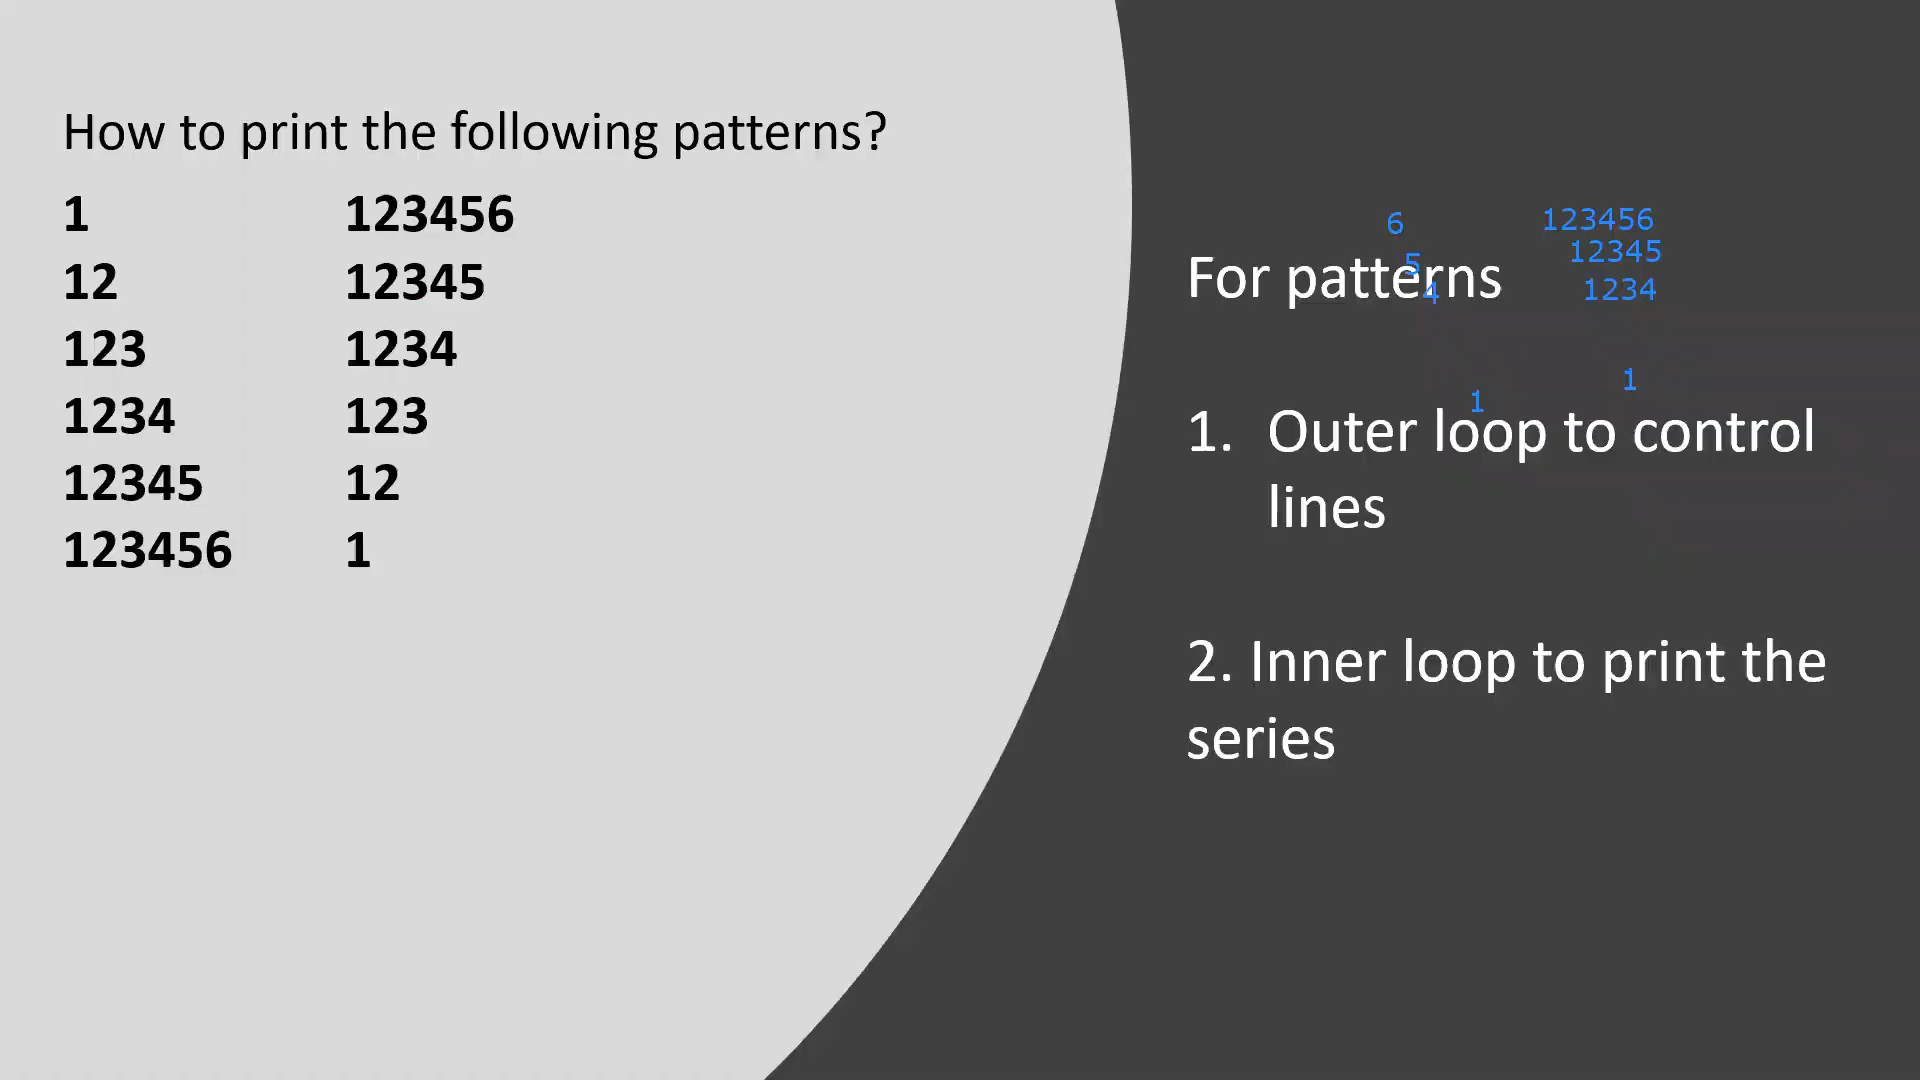 How to print the following patterns?
1 123456
12 12345
123 1234
1234 123
12345 12
123456 1
6 123456
5 12345
For patterns
4 1234
1
1
1. Outer loop to control
lines
2. Inner loop to print the
series